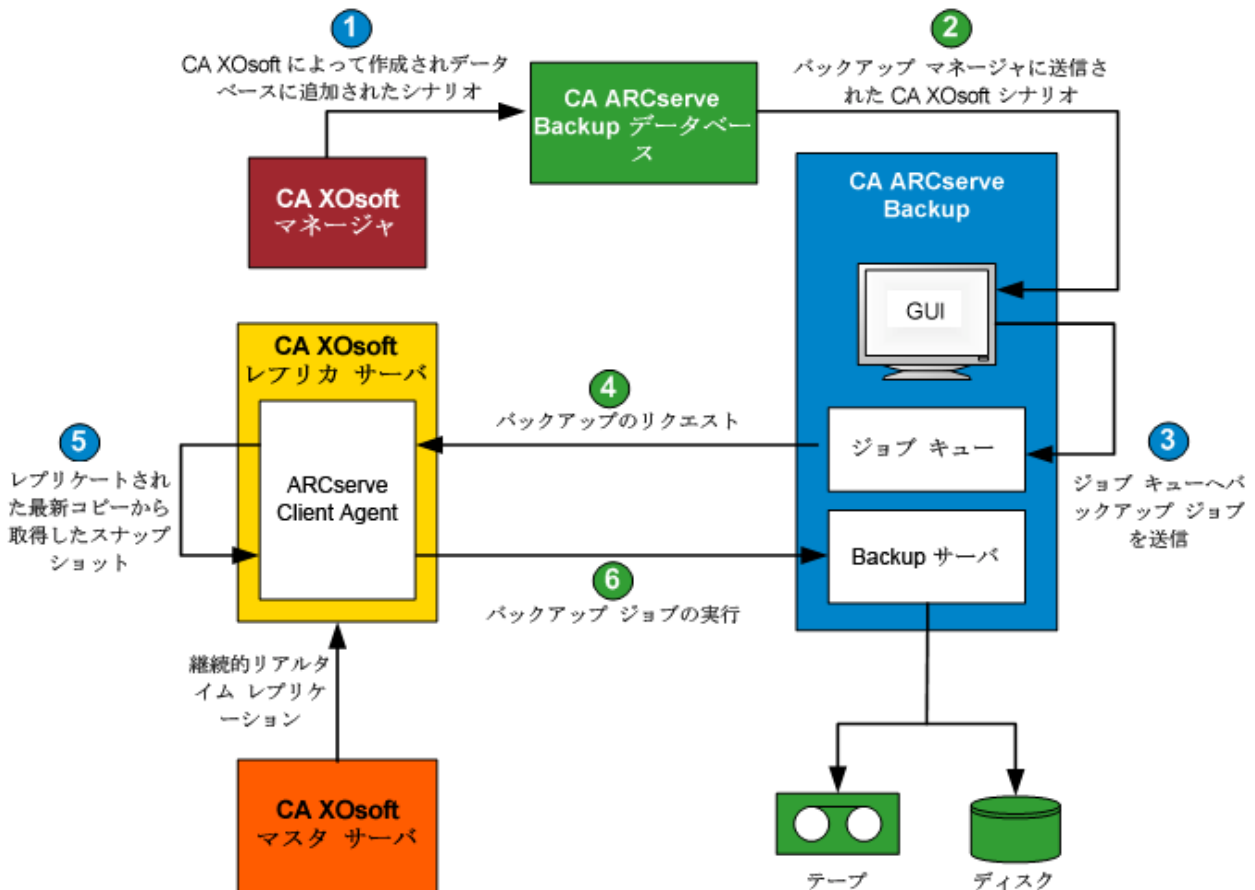 1
CA XOsoft によって作成されデータ
ベースに追加されたシナリオ
2
バックアップ マネージャに送信さ
れた CA XOsoft シナリオ
CA ARCserve
Backup データベー
ス
CA XOsoft
マネージャ
CA ARCserve
Backup
GUI
ジョブ キュー
Backup サーバ
3
ジョブ キューへバ
ックアップ ジョブ
を送信
CA XOsoft
レプリカ サーバ
ARCserve
Client Agent
4
バックアップのリクエスト
5
レプリケートされ
た最新コピーから
取得したスナップ
ショット
6
バックアップ ジョブの実行
継続的リアルタ
イム レプリケ
ーション
CA XOsoft
マスタ サーバ
テープ
ディスク